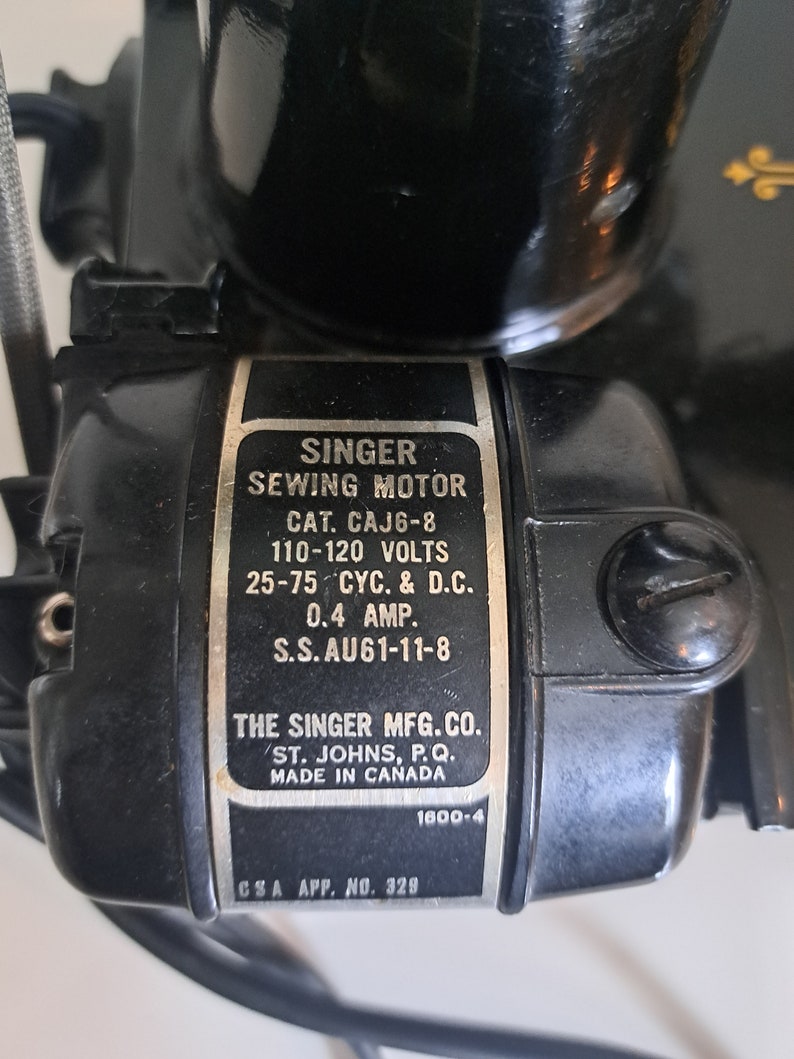 SINGER
SEWING MOTOR
CAT. CAJ6-8
110-120 VOLTS
25-75 CYC. & D.C.
0.4 AMP.
S.S. AU61-11-8
THE SINGER MFG. CO.
ST. JOHNS, P.Q.
MADE IN CANADA
1600-4
CSA APP. NO. 329